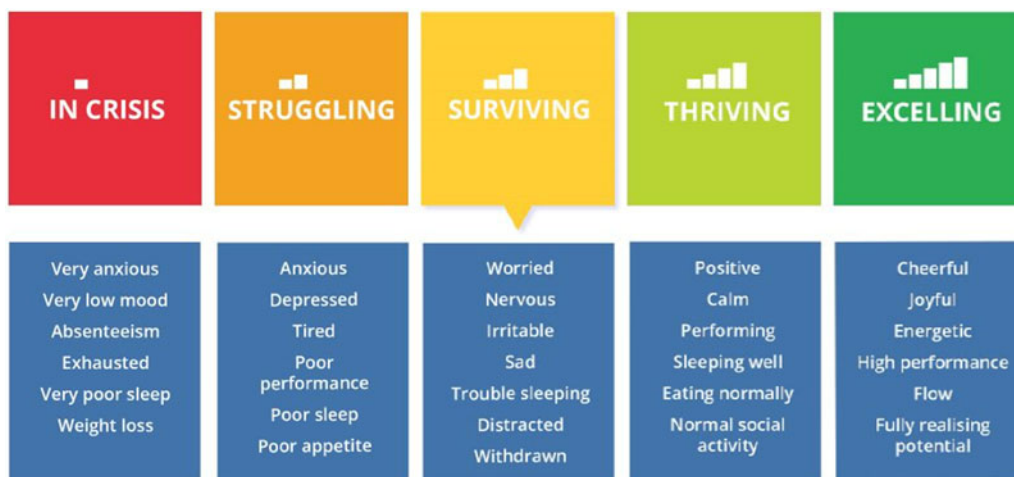 IN CRISIS
STRUGGLING
SURVIVING
THRIVING
EXCELLING
Very anxious
Very low mood
Absenteeism
Exhausted
Very poor sleep
Weight loss
Anxious
Depressed
Tired
Poor
performance
Poor sleep
Poor appetite
Worried
Nervous
Irritable
Sad
Trouble sleeping
Distracted
Withdrawn
Positive
Calm
Performing
Sleeping well
Eating normally
Normal social
activity
Cheerful
Joyful
Energetic
High performance
Flow
Fully realising
potential